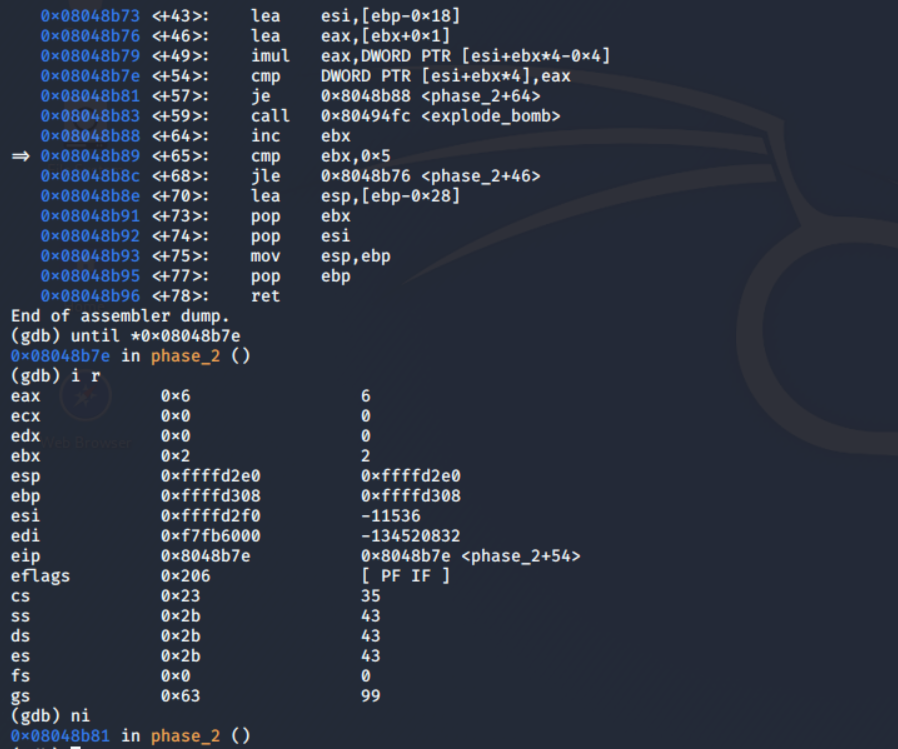 0x08048b73 <+43>: lea esi,[ebp-0x18]
0x08048b76 <+46>: lea eax,[ebx+0x1]
0x08048b79 <+49>: imul eax,DWORD PTR [esi+ebx*4-0x4]
0x08048b7e <+54>: cmp DWORD PTR [esi+ebx*4],eax
0x08048b81 <+57>: je 0x8048b88 <phase_2+64>
0x08048b83 <+59>: call 0x80494fc <explode_bomb>
0x08048b88 <+64>: inc ebx
=> 0x08048b89 <+65>: cmp ebx,0x5
0x08048b8c <+68>: jle 0x8048b76 <phase_2+46>
0x08048b8e <+70>: lea esp,[ebp-0x28]
0x08048b91 <+73>: pop ebx
0x08048b92 <+74>: pop esi
0x08048b93 <+75>: mov esp,ebp
0x08048b95 <+77>: pop ebp
0x08048b96 <+78>: ret
End of assembler dump.
(gdb) until *0x08048b7e
0x08048b7e in phase_2 ()
(gdb) i r
eax 0x6 6
ecx 0x0 0
edx 0x0 0
Web Browser
ebx 0x2 2
esp 0xffffd2e0 0xffffd2e0
ebp 0xffffd308 0xffffd308
esi 0xffffd2f0 -11536
edi 0xf7fb6000 -134520832
eip 0x8048b7e 0x8048b7e <phase_2+54>
eflags 0x206 [ PF IF ]
cs 0x23 35
ss 0x2b 43
ds 0x2b 43
es 0x2b 43
fs 0x0 0
gs 0x63 99
(gdb) ni
0x08048b81 in phase_2 ()